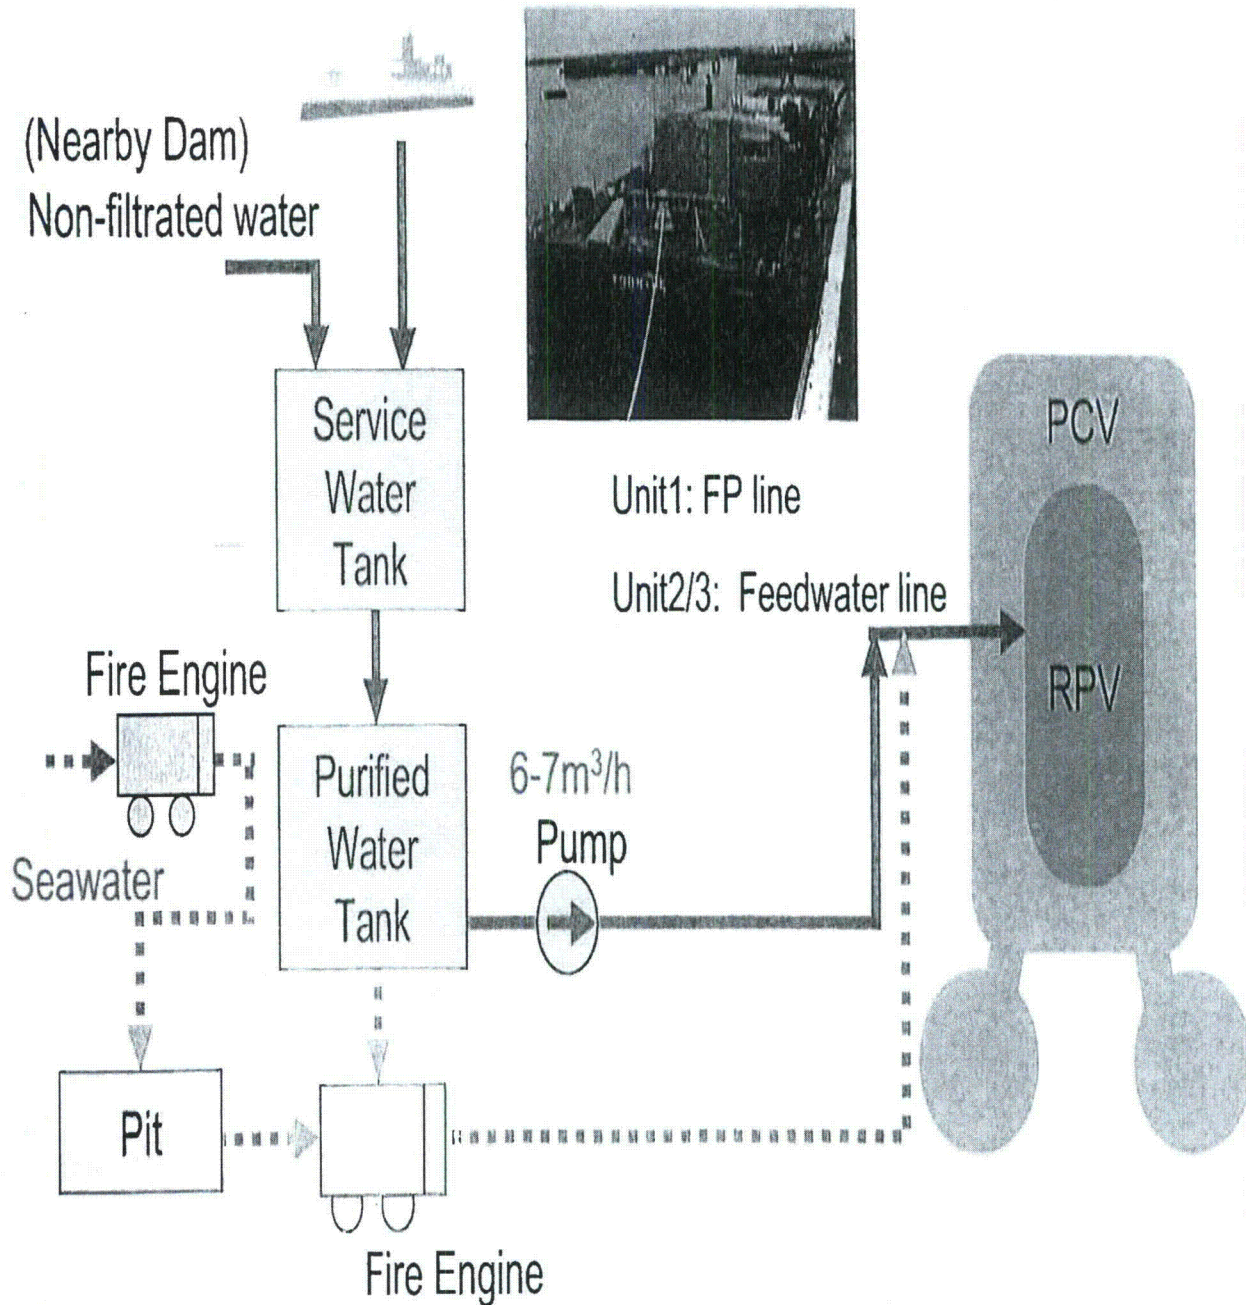 (Nearby Dam)
Non-filtrated water
Service
Water
Tank
Unit1: FP line
Unit2/3: Feedwater line
PCV
RPV
Fire Engine
Seawater
Purified
Water
Tank
6-7m³/h
Pump
Pit
Fire Engine